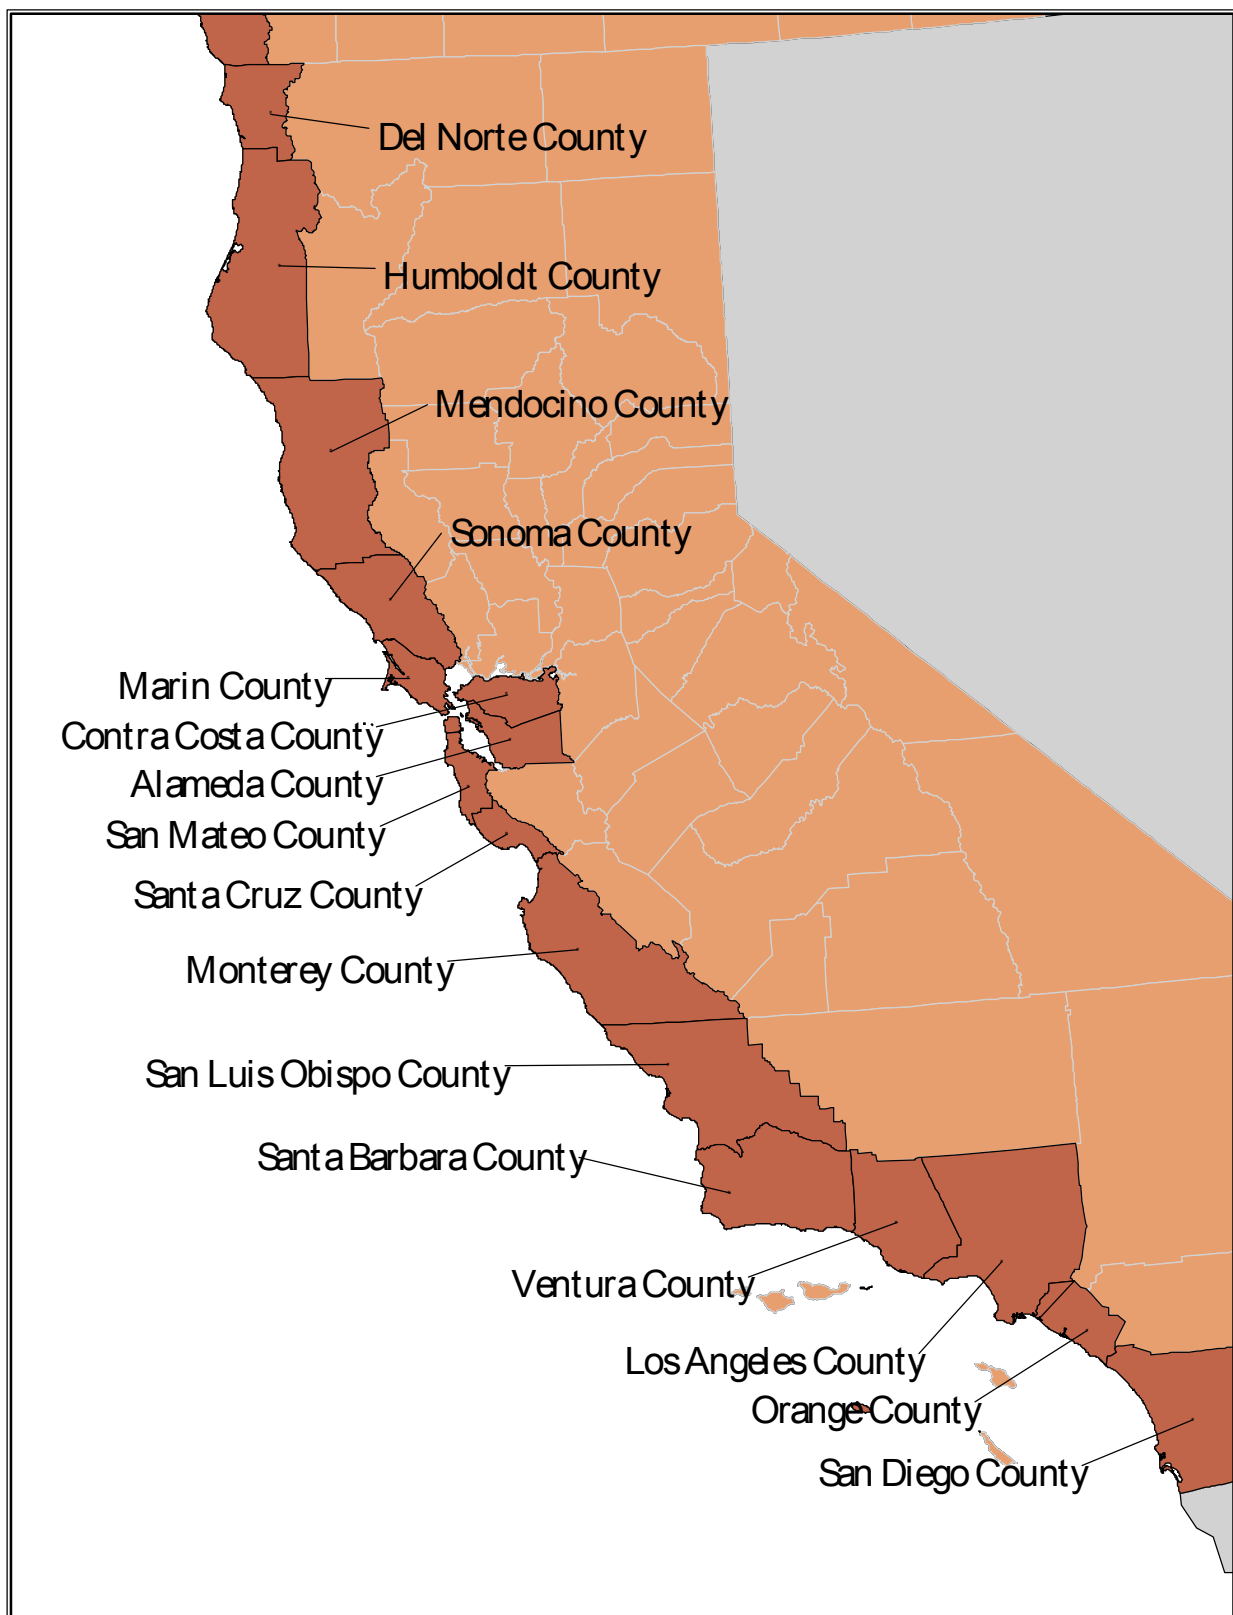 Del Norte County
Humboldt County
Mendocino County
Sonoma County
Marin County
Contra Costa County
Alameda County
San Mateo County
Santa Cruz County
Monterey County
San Luis Obispo County
Santa Barbara County
Ventura County
Los Angeles County
Orange County
San Diego County